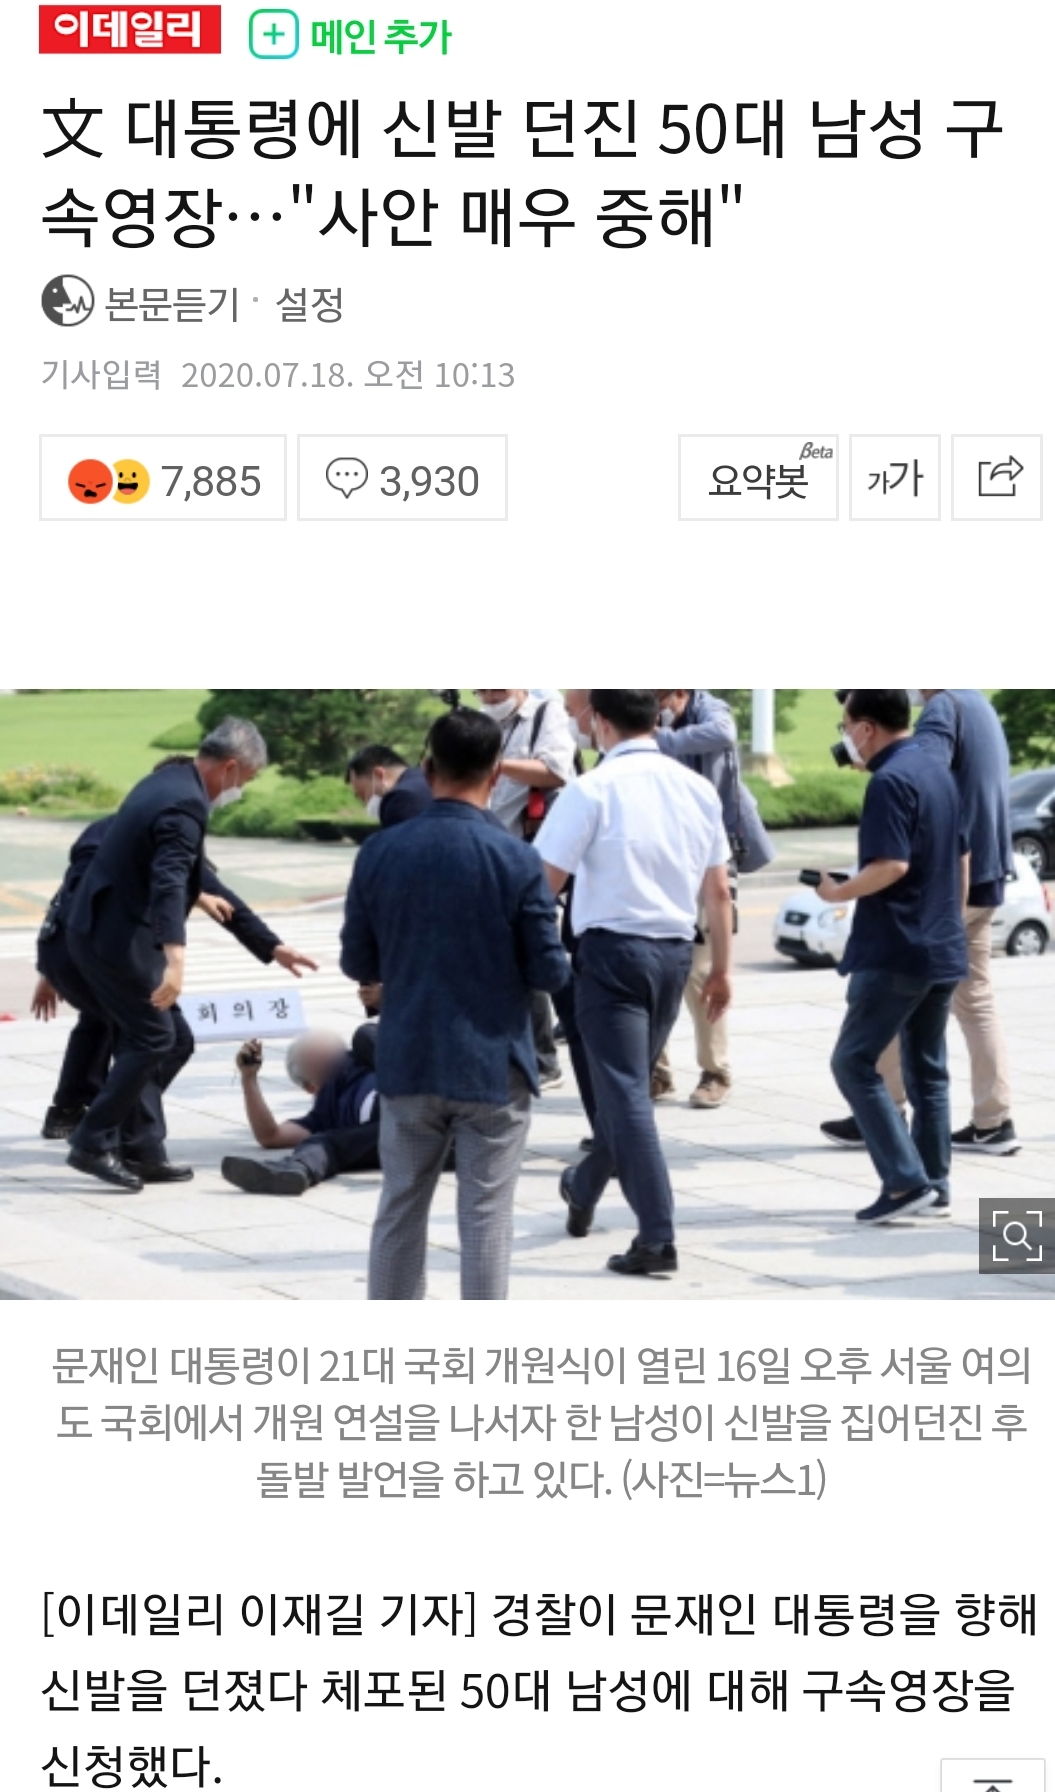 이데일리 메인 추가
文 대통령에 신발 던진 50대 남성 구
속영장…"사안 매우 중해"
본문듣기 · 설정
기사입력 2020.07.18. 오전 10:13
7,885 3,930 요약봇 Beta 가가
회의장
문재인 대통령이 21대 국회 개원식이 열린 16일 오후 서울 여의
도 국회에서 개원 연설을 나서자 한 남성이 신발을 집어던진 후
돌발 발언을 하고 있다. (사진=뉴스1)
[이데일리 이재길 기자] 경찰이 문재인 대통령을 향해
신발을 던졌다 체포된 50대 남성에 대해 구속영장을
신청했다.